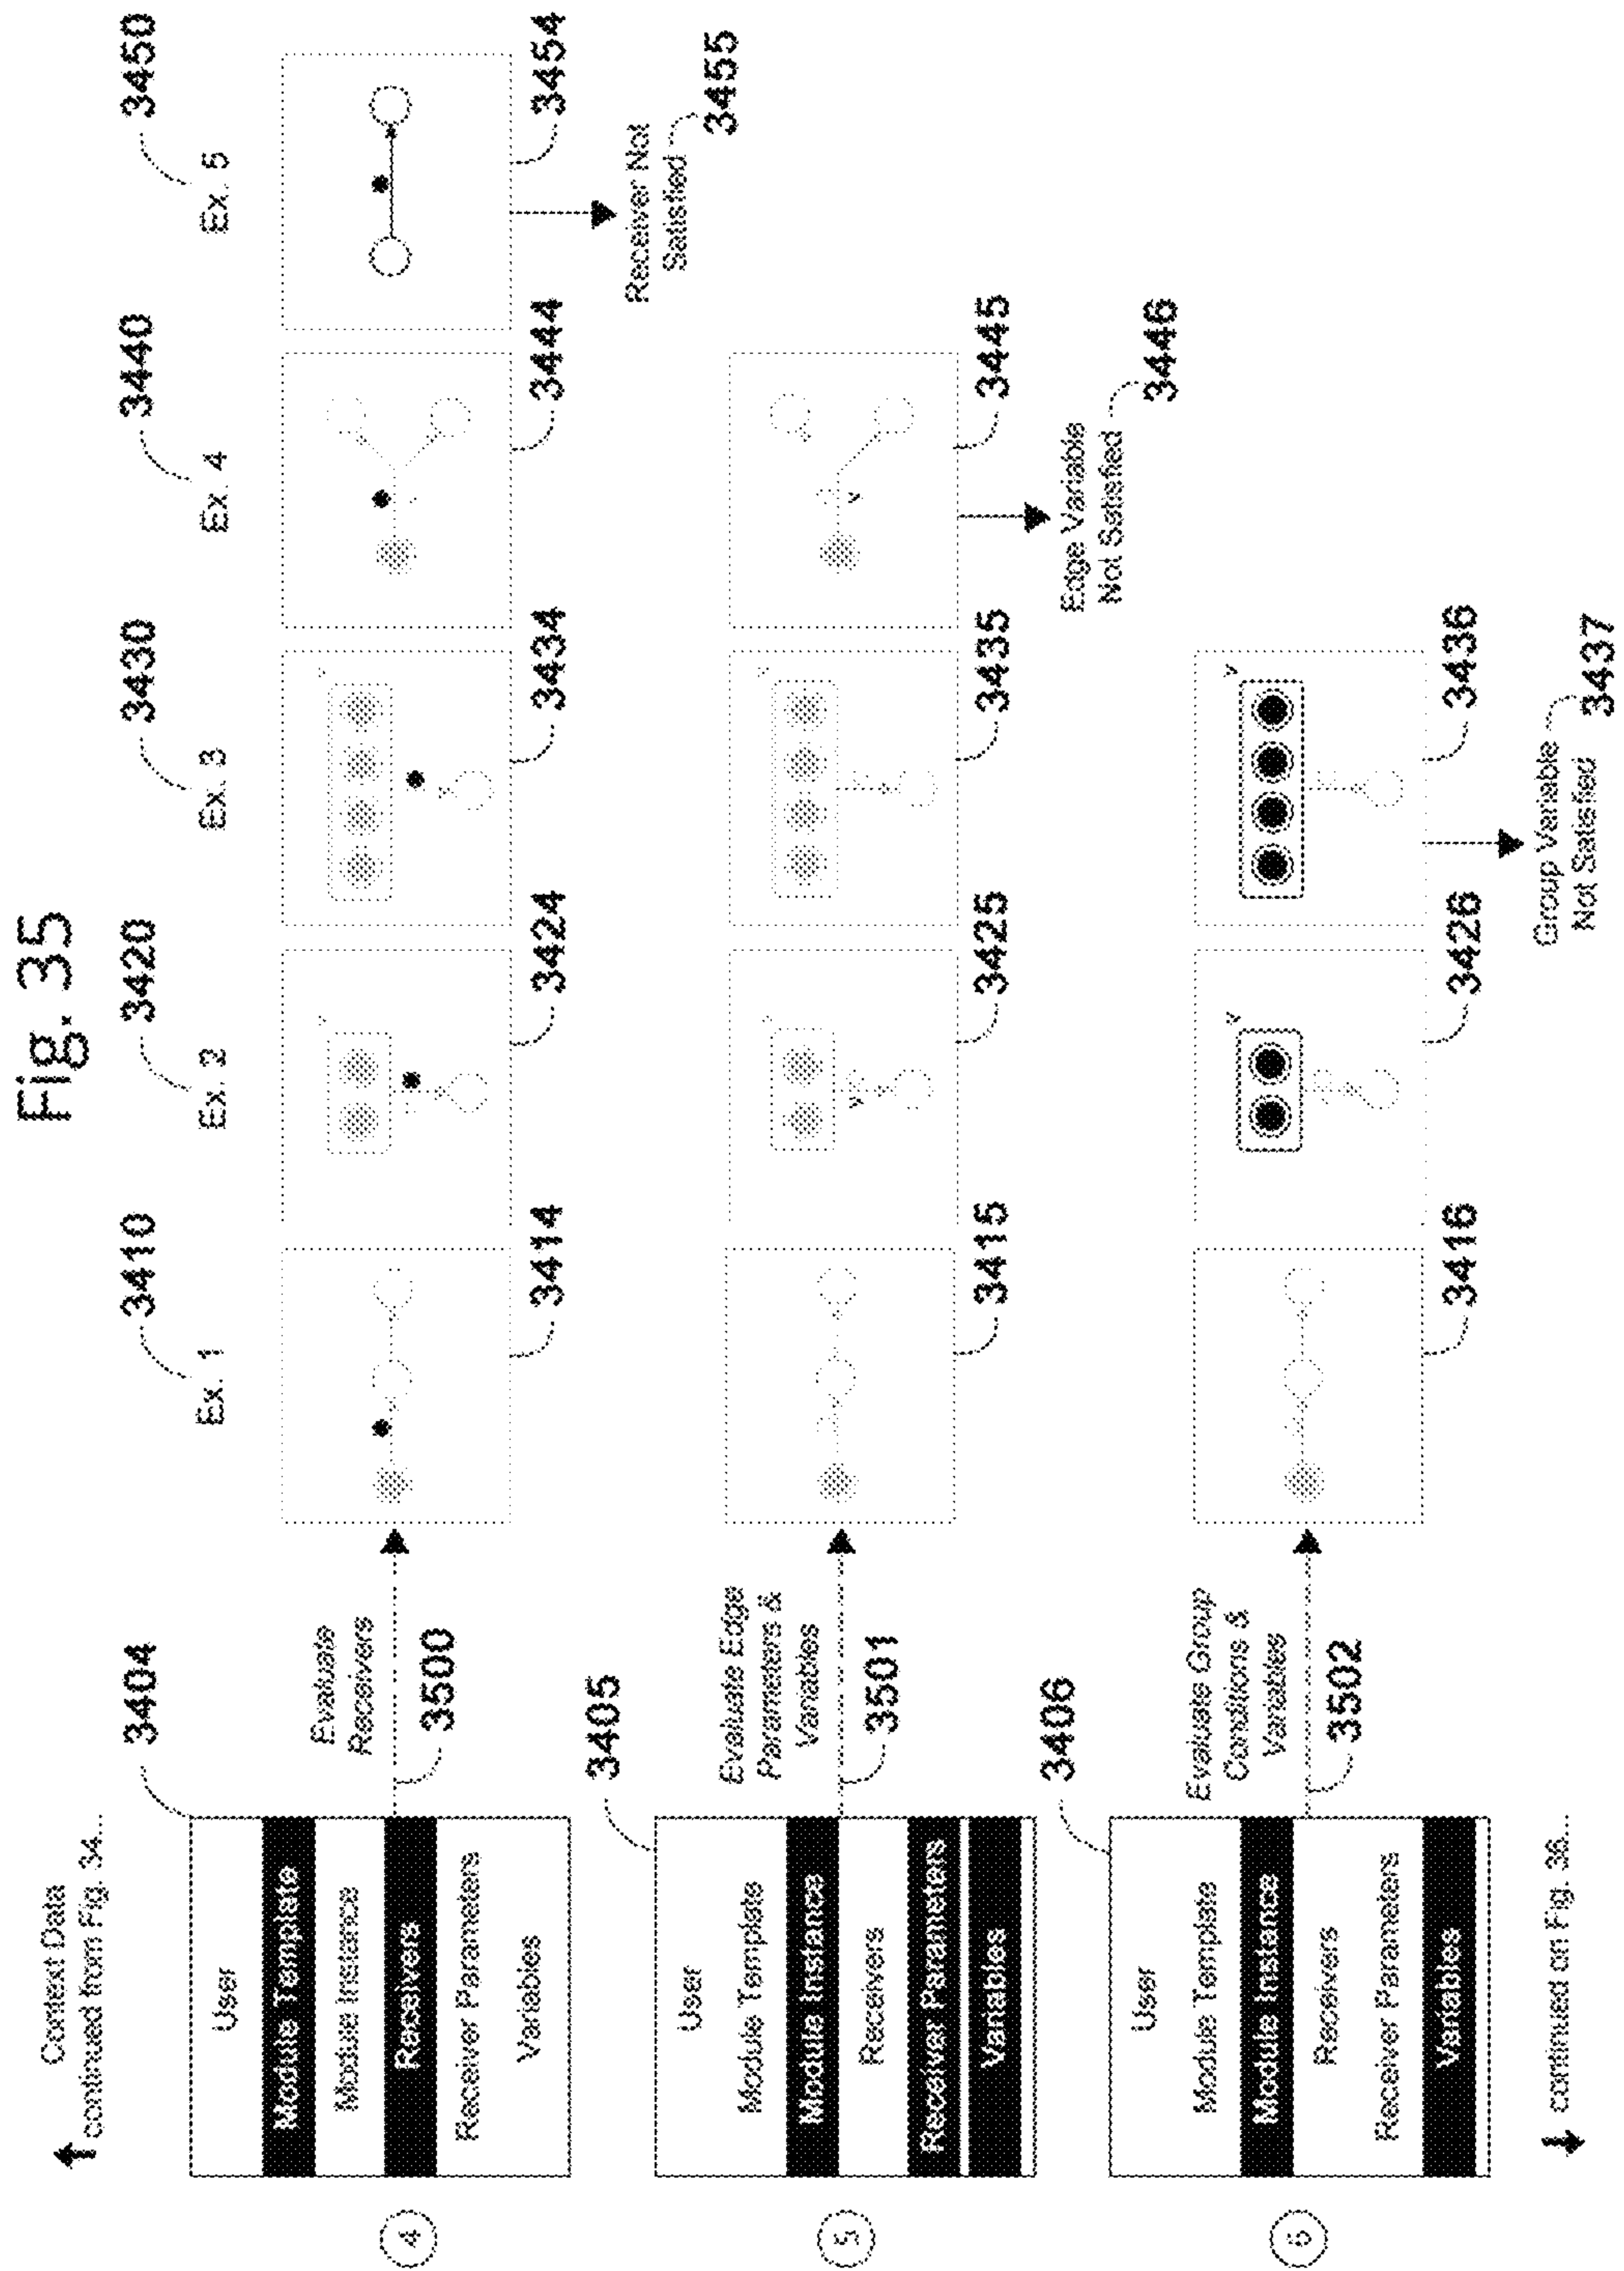 Fig. 35
Context Data
continued from Fig. 34...
3410
3420
3430
3440
3450
Ex. 1
Ex. 2
Ex. 3
Ex. 4
Ex. 5
4
3404
User
Module Template
Module Instance
Receivers
Receiver Parameters
Variables
Evaluate
Receivers
3500
3414
3424
3434
3444
3454
Receiver Not
Satisfied
3455
5
3405
User
Module Template
Module Instance
Receivers
Receiver Parameters
Variables
Evaluate Edge
Parameters &
Variables
3501
3415
3425
3435
3445
Edge Variable
Not Satisfied
3446
6
3406
User
Module Template
Module Instance
Receivers
Receiver Parameters
Variables
Evaluate Group
Conditions &
Variables
3502
3416
3426
3436
Group Variable
Not Satisfied
3437
continued on Fig. 36...